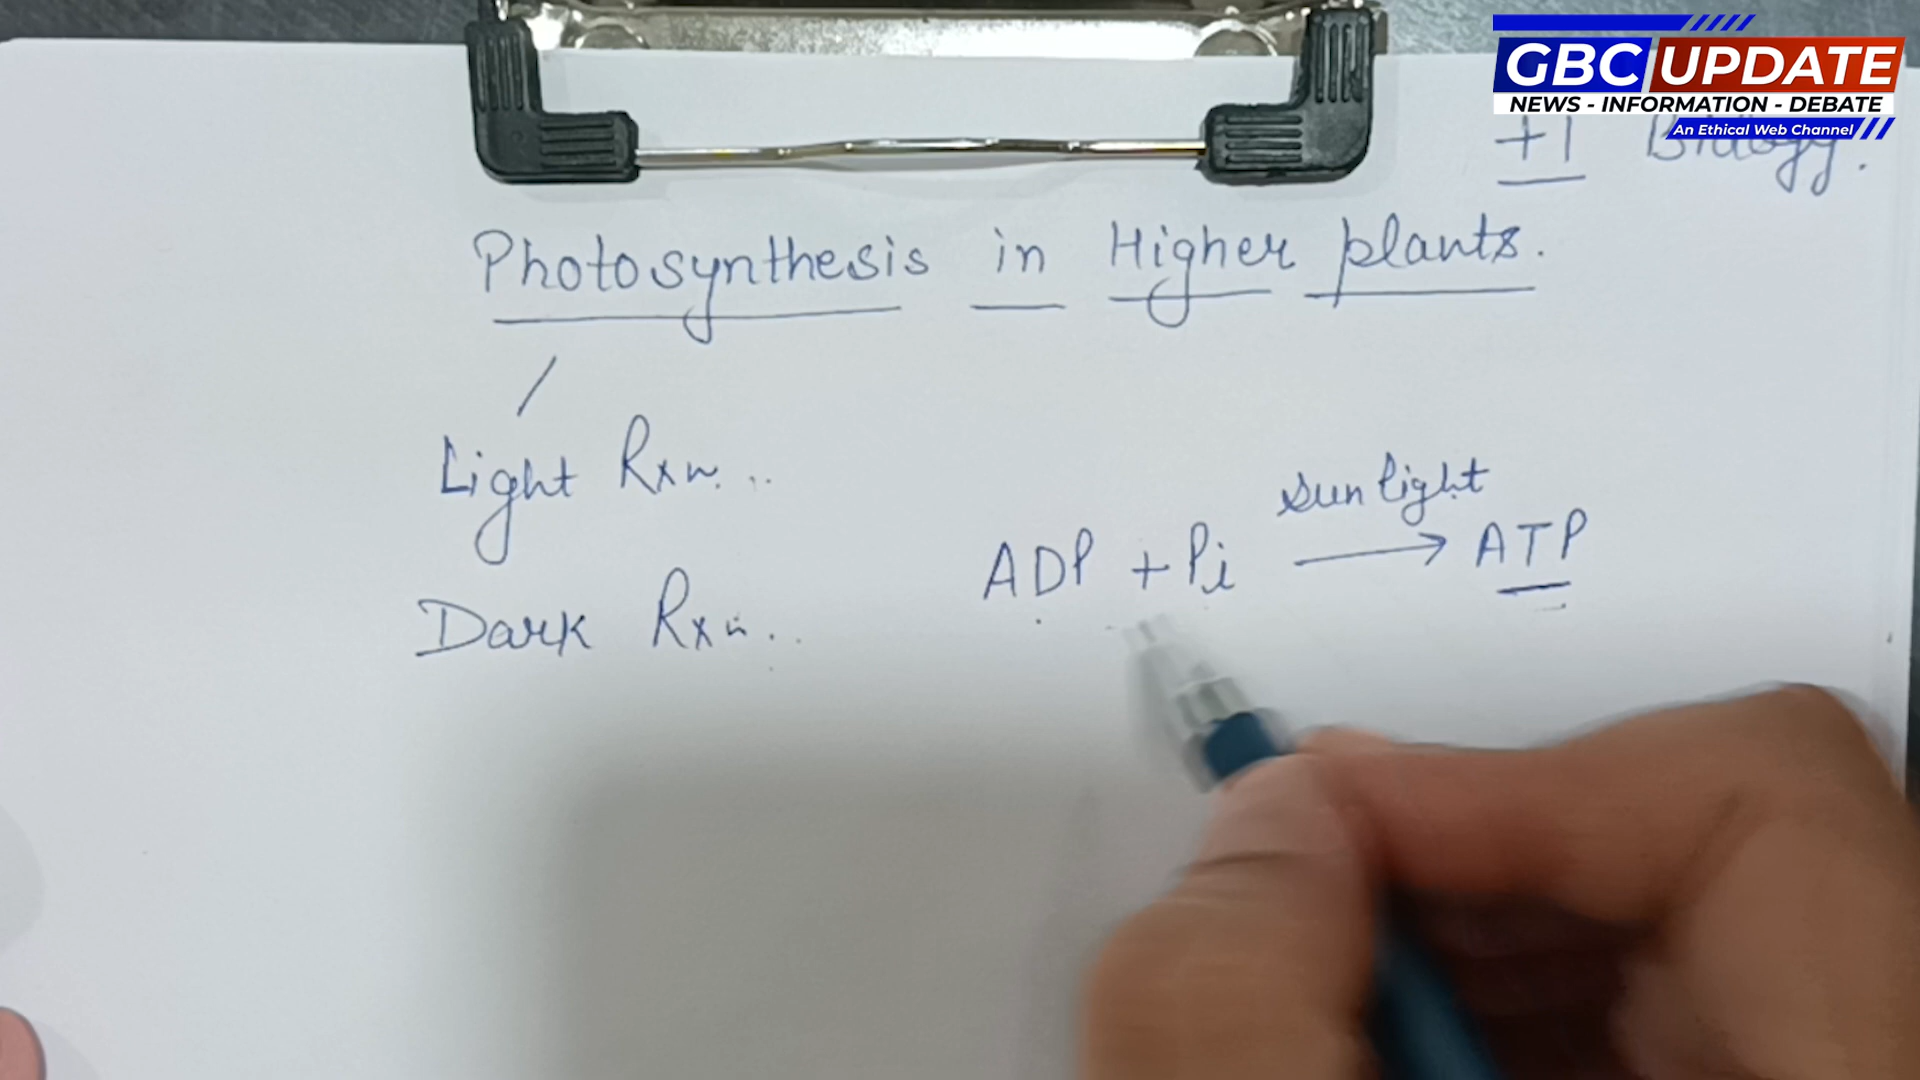 GBC UPDATE
NEWS - INFORMATION - DEBATE
An Ethical Web Channel
+1 Biology.
Photosynthesis in Higher plants.
Light Rxn..
sunlight
ADP + Pi → ATP
Dark Rxn..